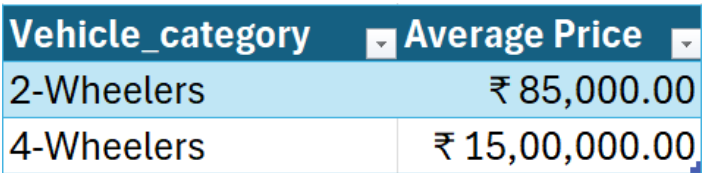 Vehicle_category Average Price
2-Wheelers ₹ 85,000.00
4-Wheelers ₹ 15,00,000.00